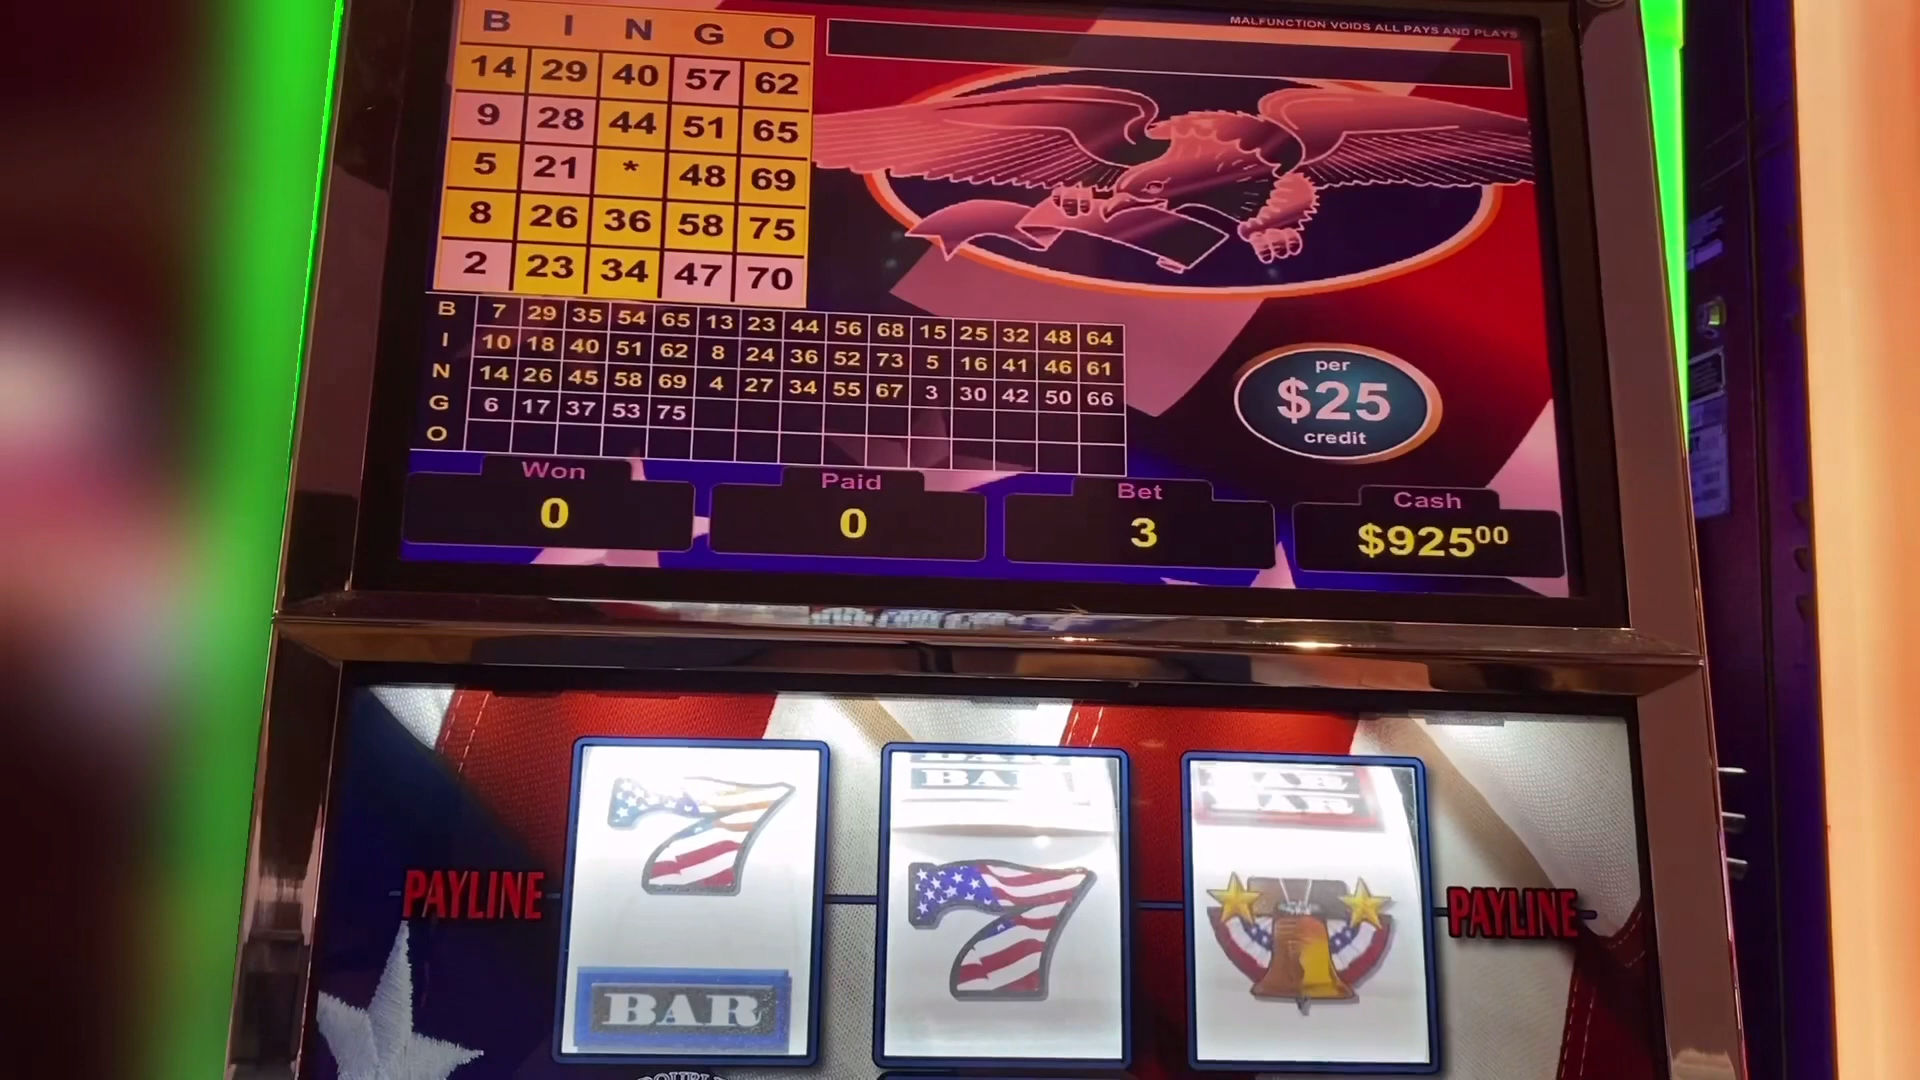 MALFUNCTION VOIDS ALL PAYS AND PLAYS
B I N G O
14 29 40 57 62
9 28 44 51 65
5 21 * 48 69
8 26 36 58 75
2 23 34 47 70
B 7 29 35 54 65 13 23 44 56 68 15 25 32 48 64
I 10 18 40 51 62 8 24 36 52 73 5 16 41 46 61
N 14 26 45 58 69 4 27 34 55 67 3 30 42 50 66
G 6 17 37 53 75
O
per
$25
credit
Won Paid Bet Cash
0 0 3 $925⁰⁰
BAR
BAR
BAR
PAYLINE PAYLINE
BAR